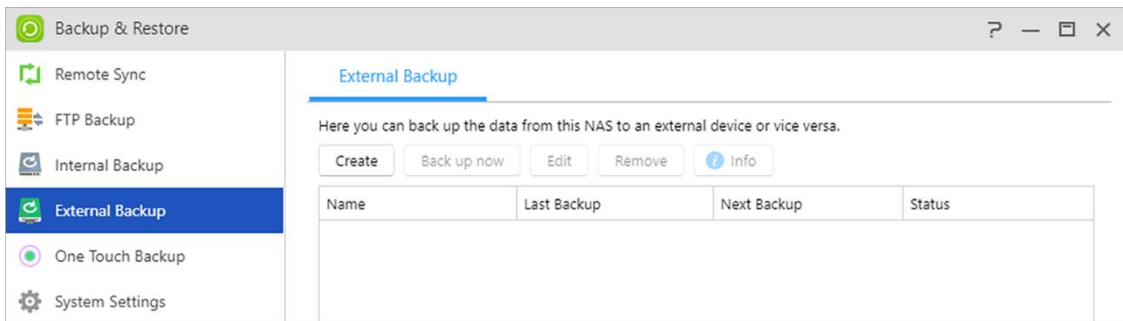 Backup & Restore
Remote Sync
FTP Backup
Internal Backup
External Backup
One Touch Backup
System Settings
External Backup
Here you can back up the data from this NAS to an external device or vice versa.
Create Back up now Edit Remove Info
Name Last Backup Next Backup Status